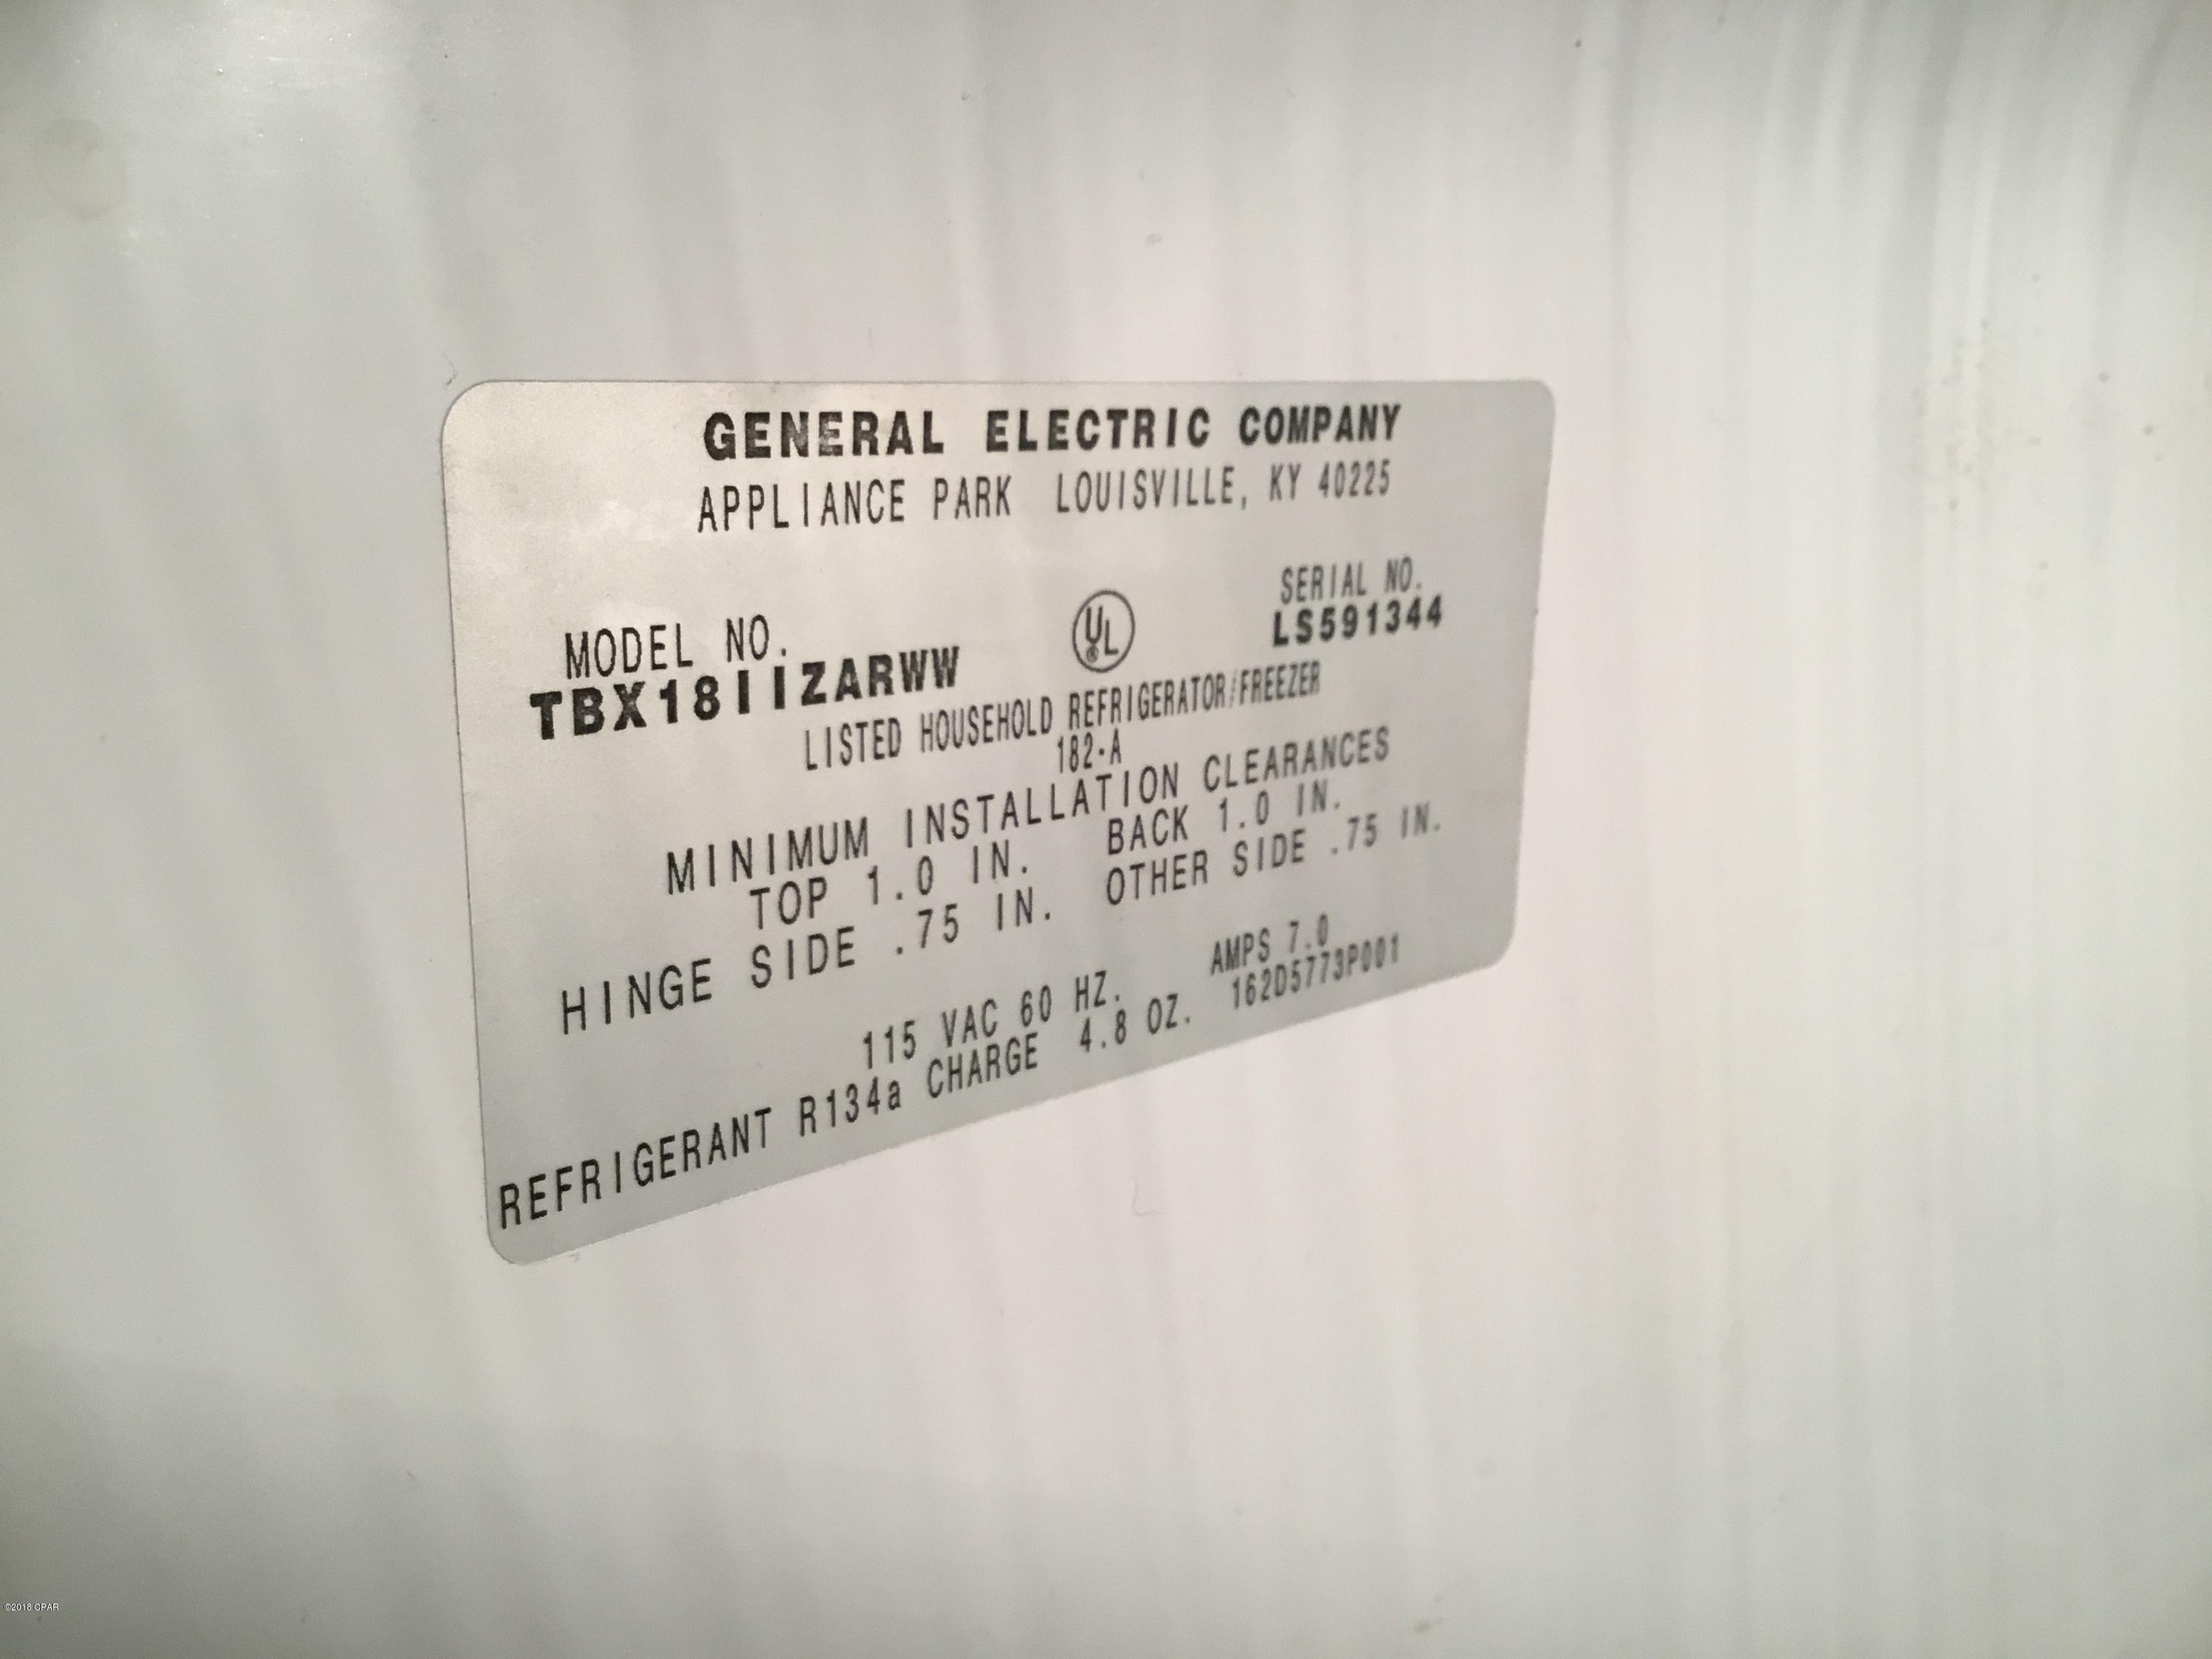 GENERAL ELECTRIC COMPANY
APPLIANCE PARK LOUISVILLE, KY 40225
MODEL NO.
TBX18IIZARWW
UL
®
SERIAL NO.
LS591344
LISTED HOUSEHOLD REFRIGERATOR/FREEZER
182-A
MINIMUM INSTALLATION CLEARANCES
TOP 1.0 IN. BACK 1.0 IN.
HINGE SIDE .75 IN. OTHER SIDE .75 IN.
115 VAC 60 HZ. AMPS 7.0
REFRIGERANT R134a CHARGE 4.8 OZ. 162D5773P001
©2018 CPAR